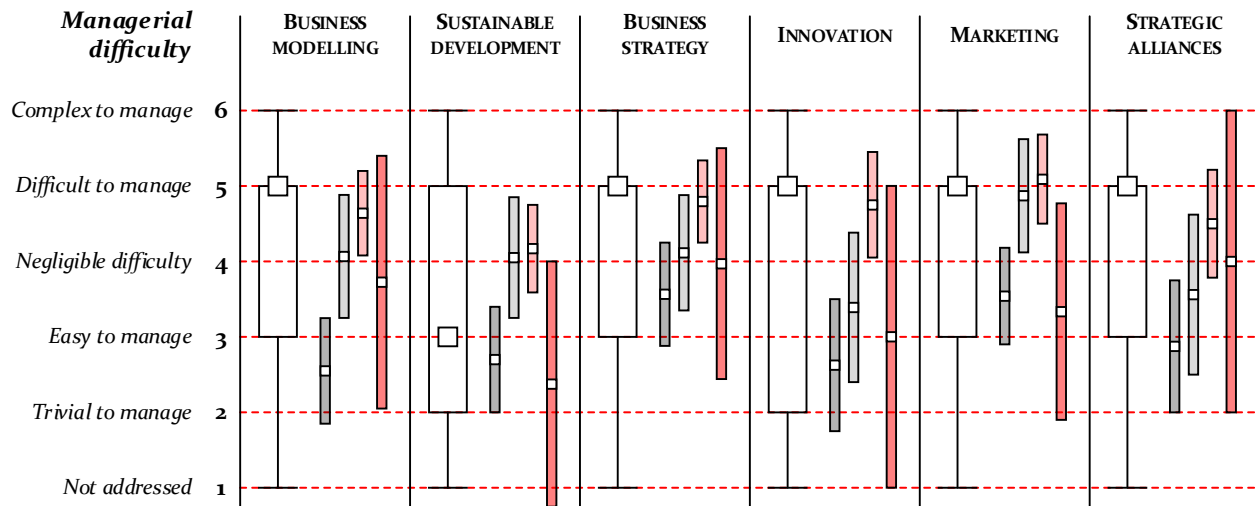 Managerial
difficulty
BUSINESS
MODELLING
SUSTAINABLE
DEVELOPMENT
BUSINESS
STRATEGY
INNOVATION
MARKETING
STRATEGIC
ALLIANCES
Complex to manage 6
Difficult to manage 5
Negligible difficulty 4
Easy to manage 3
Trivial to manage 2
Not addressed 1